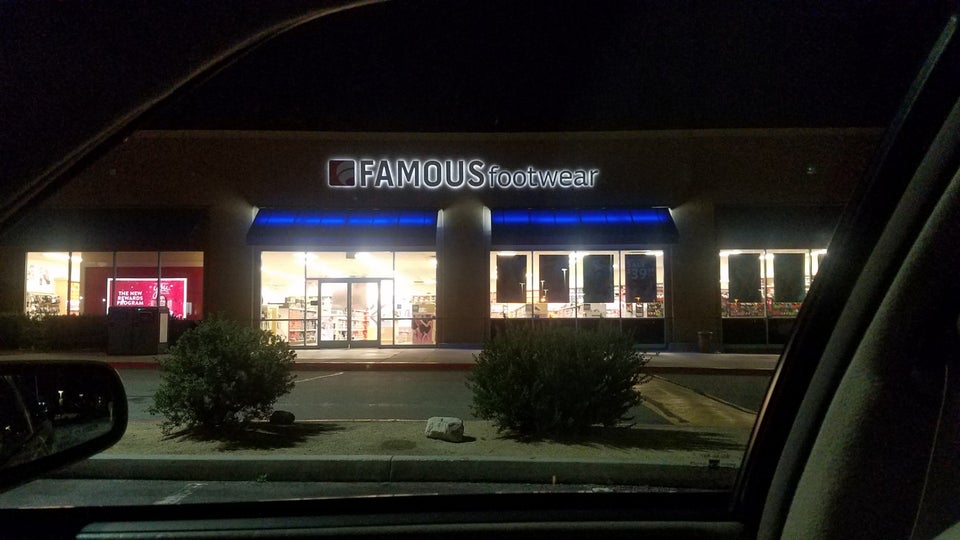 FAMOUS footwear
THE NEW
REWARDS
PROGRAM